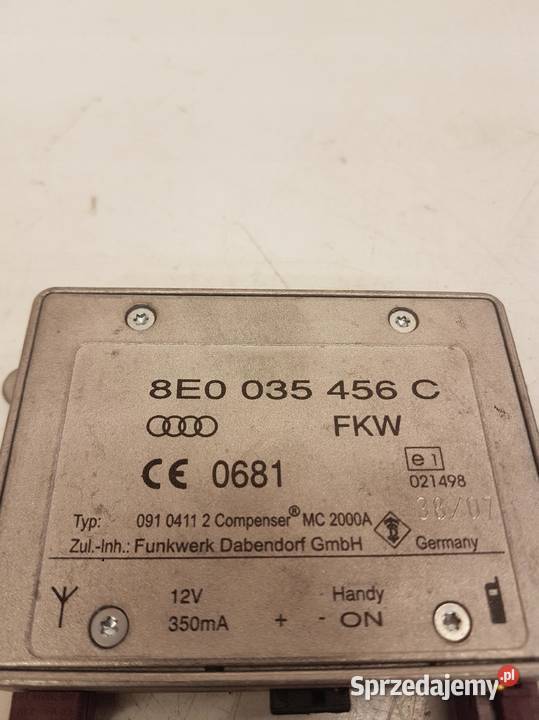 8E0 035 456 C
FKW
CE 0681
e1
021498
38/07
Typ: 091 0411 2 Compenser® MC 2000A
Zul.-Inh.: Funkwerk Dabendorf GmbH Germany
12V Handy
350mA + - ON
Sprzedajemy.pl